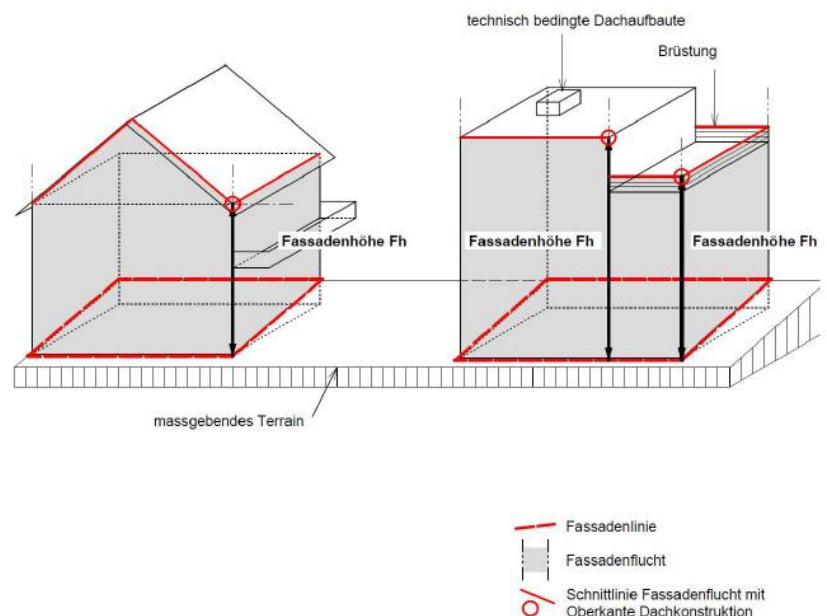 technisch bedingte Dachaufbaute
Brüstung
Fassadenhöhe Fh
Fassadenhöhe Fh
Fassadenhöhe Fh
massgebendes Terrain
Fassadenlinie
Fassadenflucht
Schnittlinie Fassadenflucht mit
Oberkante Dachkonstruktion